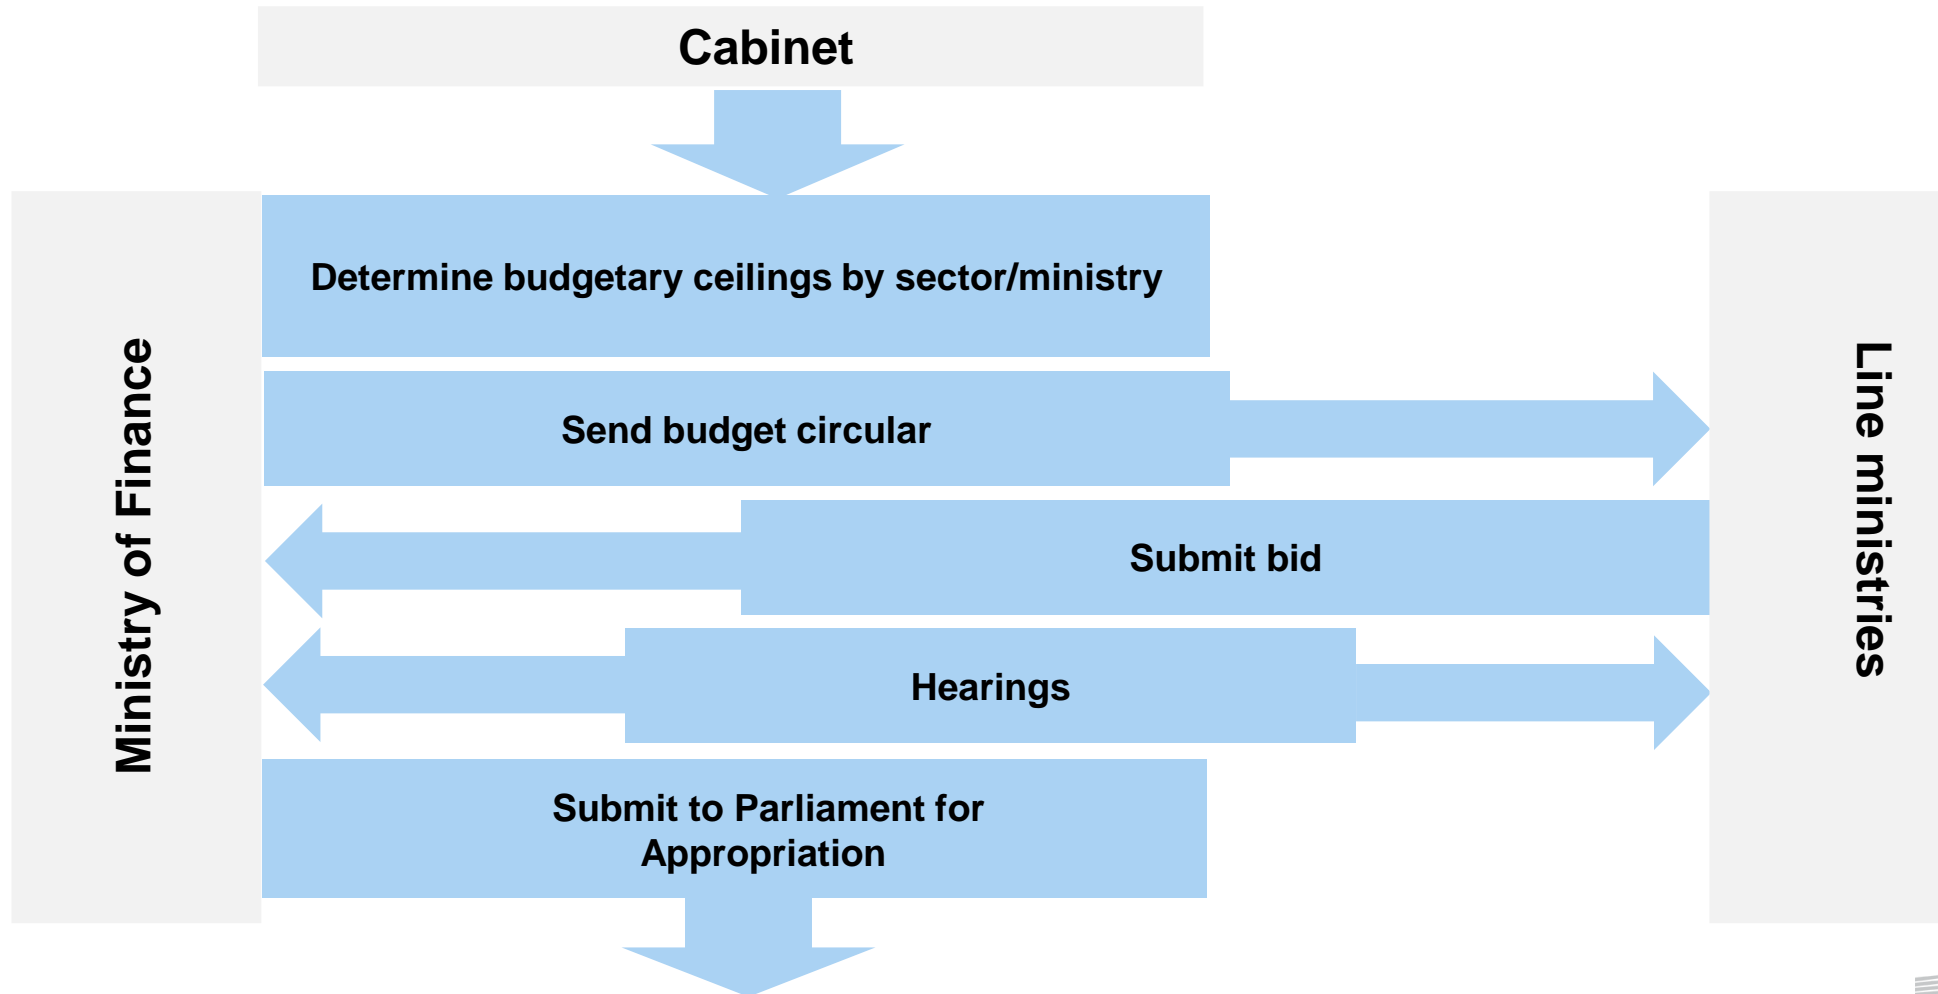 Cabinet
Ministry of Finance
Determine budgetary ceilings by sector/ministry
Send budget circular
Submit bid
Hearings
Submit to Parliament for
Appropriation
Line ministries